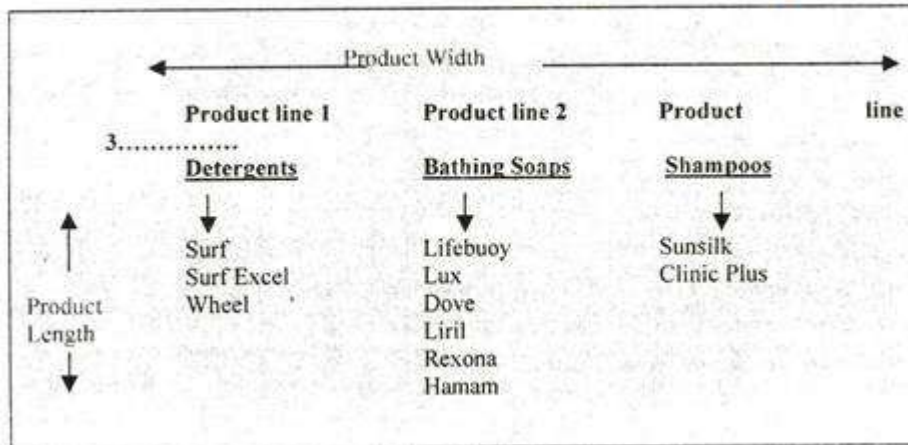 Product Width
Product line 1 Product line 2 Product line
3...............
Detergents Bathing Soaps Shampoos
Surf Lifebuoy Sunsilk
Surf Excel Lux Clinic Plus
Wheel Dove
Product
Length
Liril
Rexona
Hamam